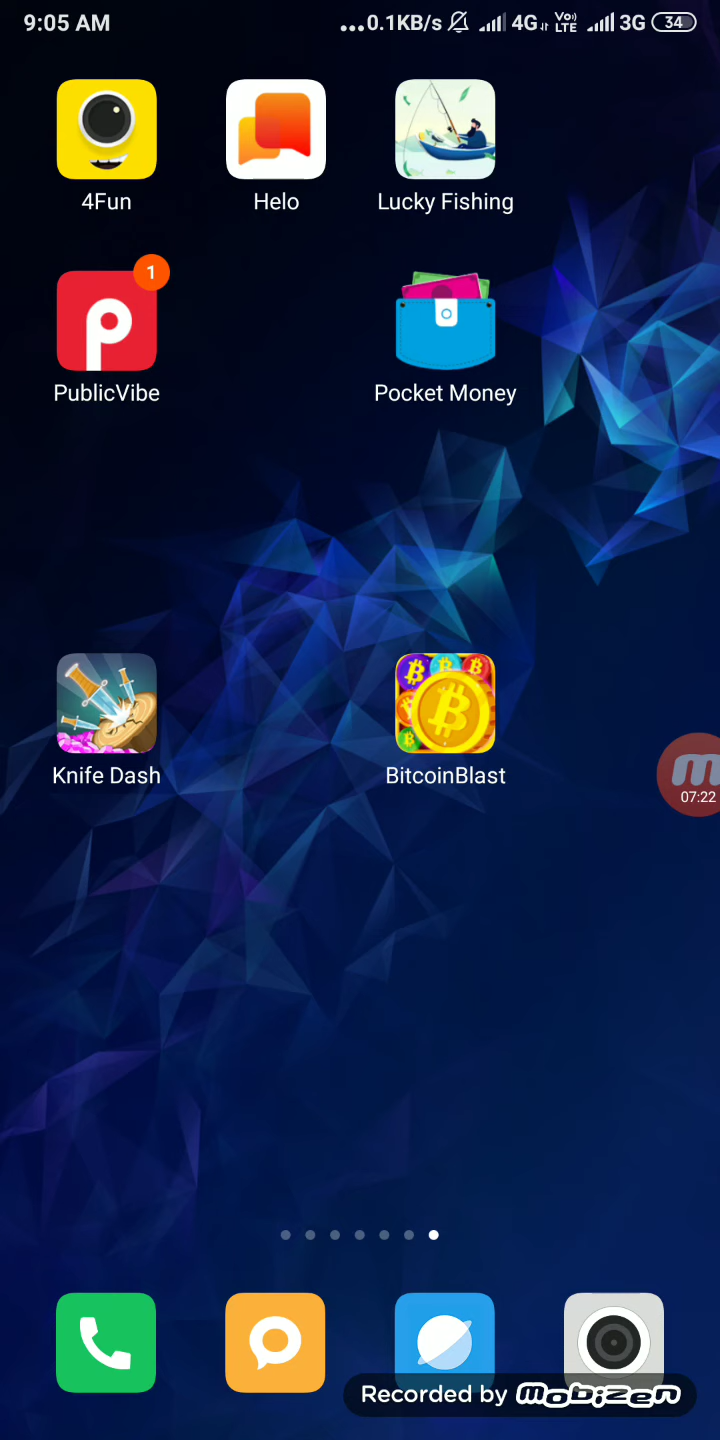 9:05 AM ...0.1KB/s 4G Vo)) LTE 3G 34
4Fun Helo Lucky Fishing
1
PublicVibe Pocket Money
Knife Dash BitcoinBlast
m
07:22
Recorded by mobizen